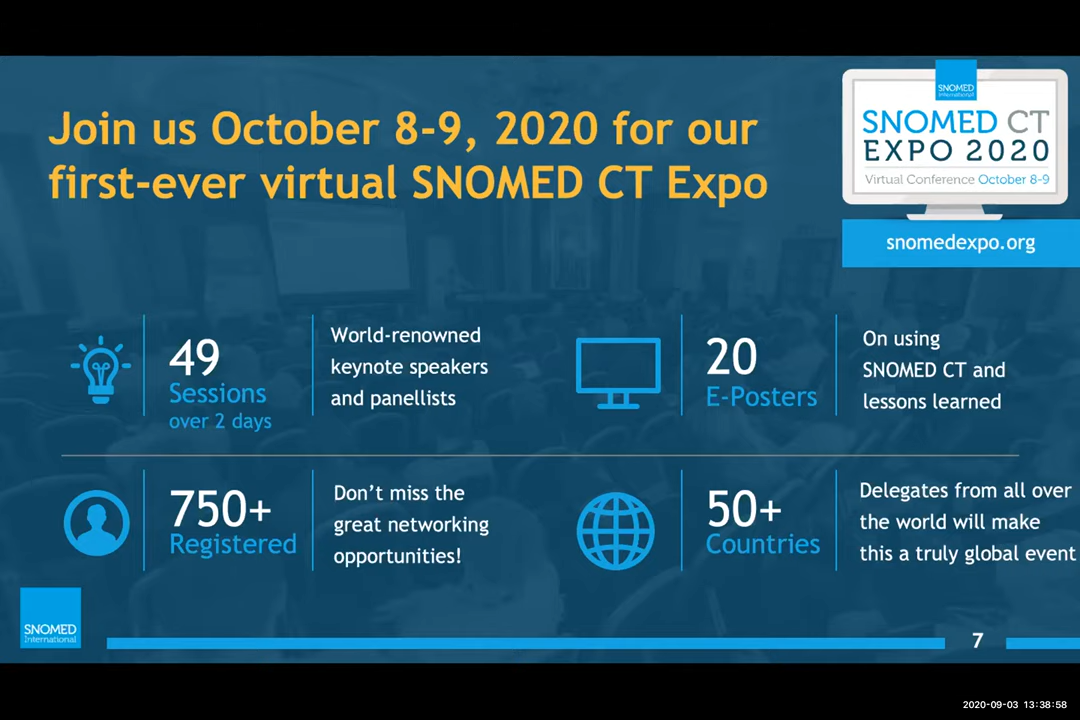 Join us October 8-9, 2020 for our
first-ever virtual SNOMED CT Expo
SNOMED
International
SNOMED CT
EXPO 2020
Virtual Conference October 8-9
snomedexpo.org
49
Sessions
over 2 days
World-renowned
keynote speakers
and panellists
20
E-Posters
On using
SNOMED CT and
lessons learned
750+
Registered
Don't miss the
great networking
opportunities!
50+
Countries
Delegates from all over
the world will make
this a truly global event
SNOMED
International
7
2020-09-03 13:38:58